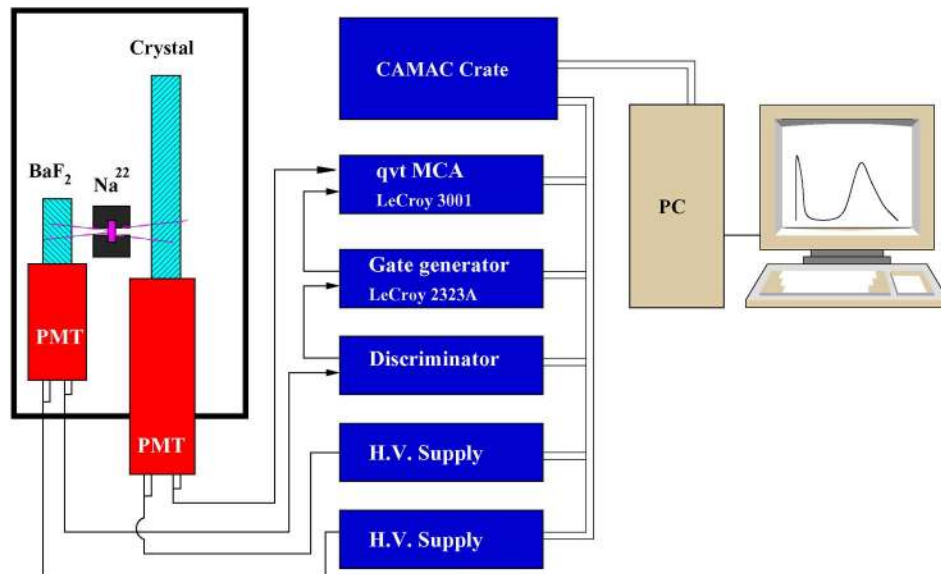 Crystal
BaF2
Na22
PMT
PMT
CAMAC Crate
qvt MCA
LeCroy 3001
Gate generator
LeCroy 2323A
Discriminator
H.V. Supply
H.V. Supply
PC